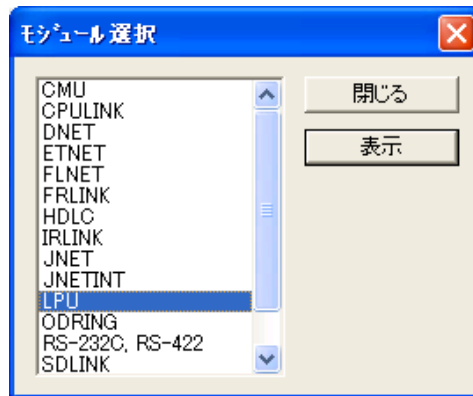 モジュール選択
CMU
CPULINK
DNET
ETNET
FLNET
FRLINK
HDLC
IRLINK
JNET
JNETINT
LPU
ODRING
RS-232C, RS-422
SDLINK
閉じる
表示